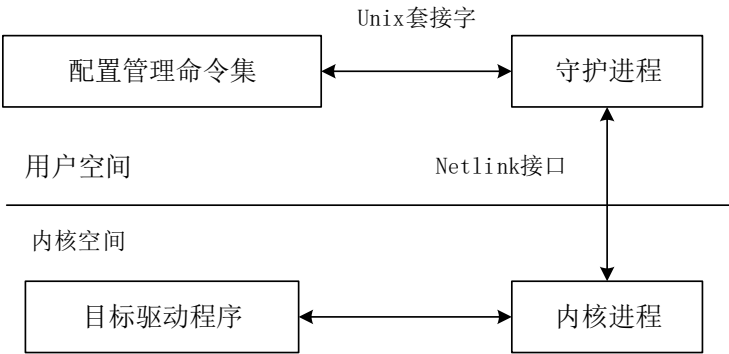 Unix套接字
配置管理命令集
守护进程
用户空间
Netlink接口
内核空间
目标驱动程序
内核进程